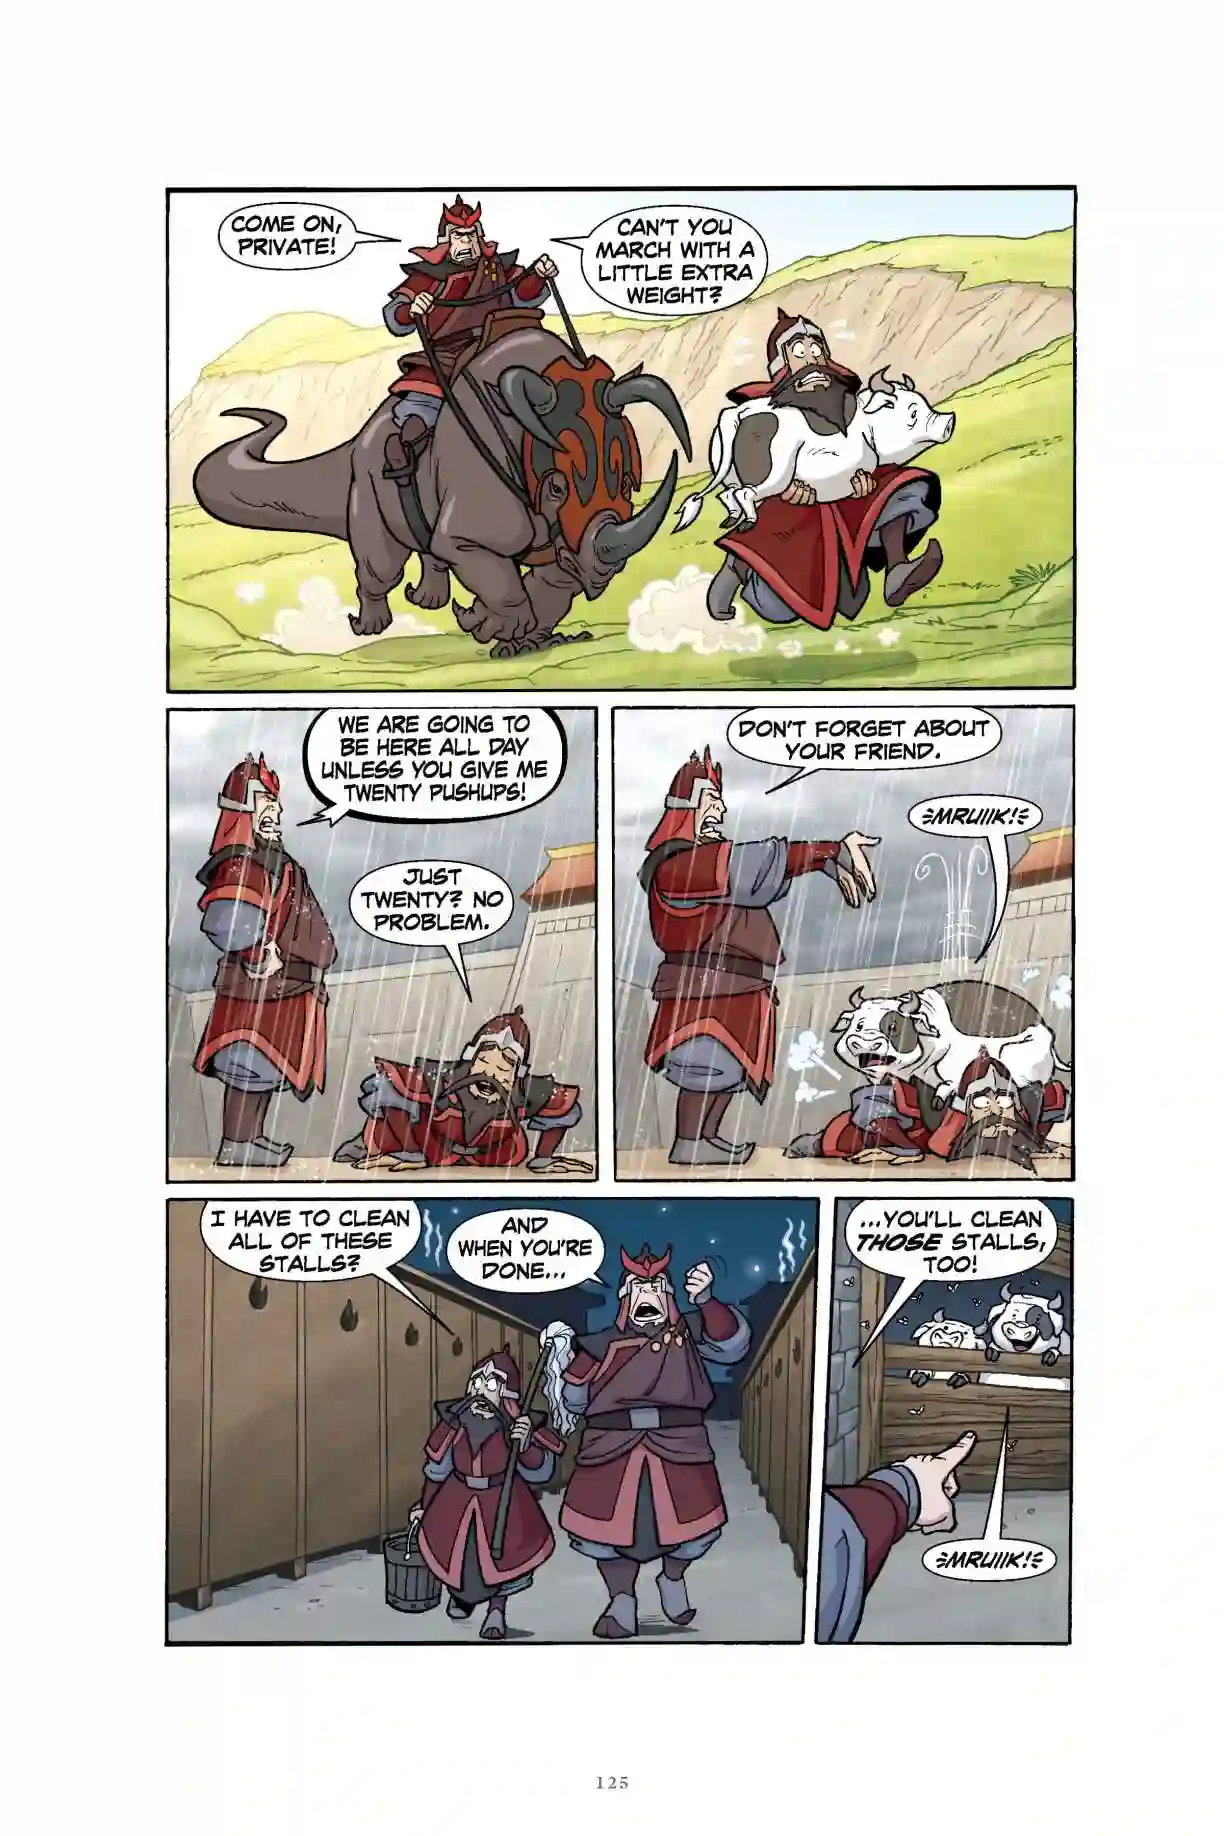 COME ON,
PRIVATE!
CAN'T YOU
MARCH WITH A
LITTLE EXTRA
WEIGHT?
WE ARE GOING TO
BE HERE ALL DAY
UNLESS YOU GIVE ME
TWENTY PUSHUPS!
JUST
TWENTY? NO
PROBLEM.
DON'T FORGET ABOUT
YOUR FRIEND.
MRUIIIK!
I HAVE TO CLEAN
ALL OF THESE
STALLS?
AND
WHEN YOU'RE
DONE...
...YOU'LL CLEAN
THOSE STALLS,
TOO!
MRUIIK!
125